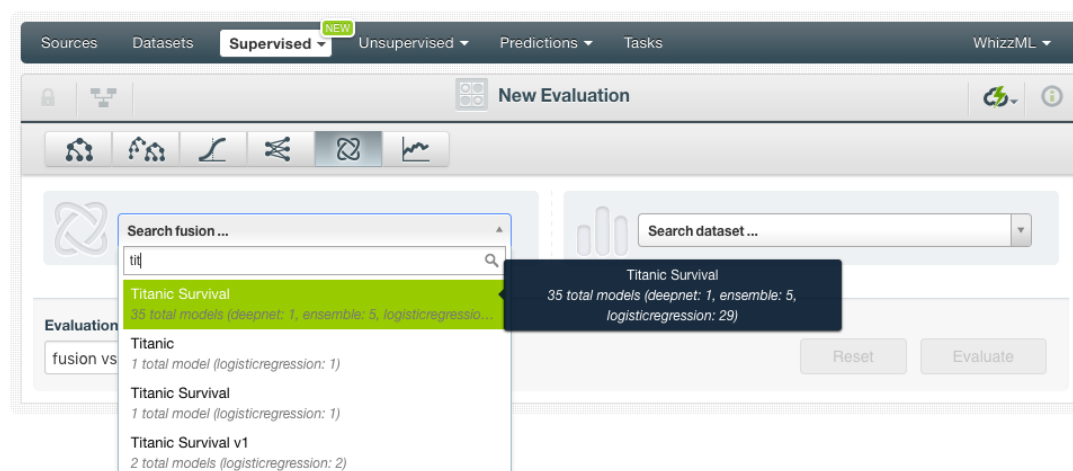 NEW
Sources Datasets Supervised Unsupervised Predictions Tasks WhizzML
New Evaluation
Search fusion ... Search dataset ...
tit
Titanic Survival
35 total models (deepnet: 1, ensemble: 5, logisticregressio...
Titanic Survival
35 total models (deepnet: 1, ensemble: 5,
logisticregression: 29)
Evaluation
fusion vs
Titanic
1 total model (logisticregression: 1)
Reset Evaluate
Titanic Survival
1 total model (logisticregression: 1)
Titanic Survival v1
2 total models (logisticregression: 2)